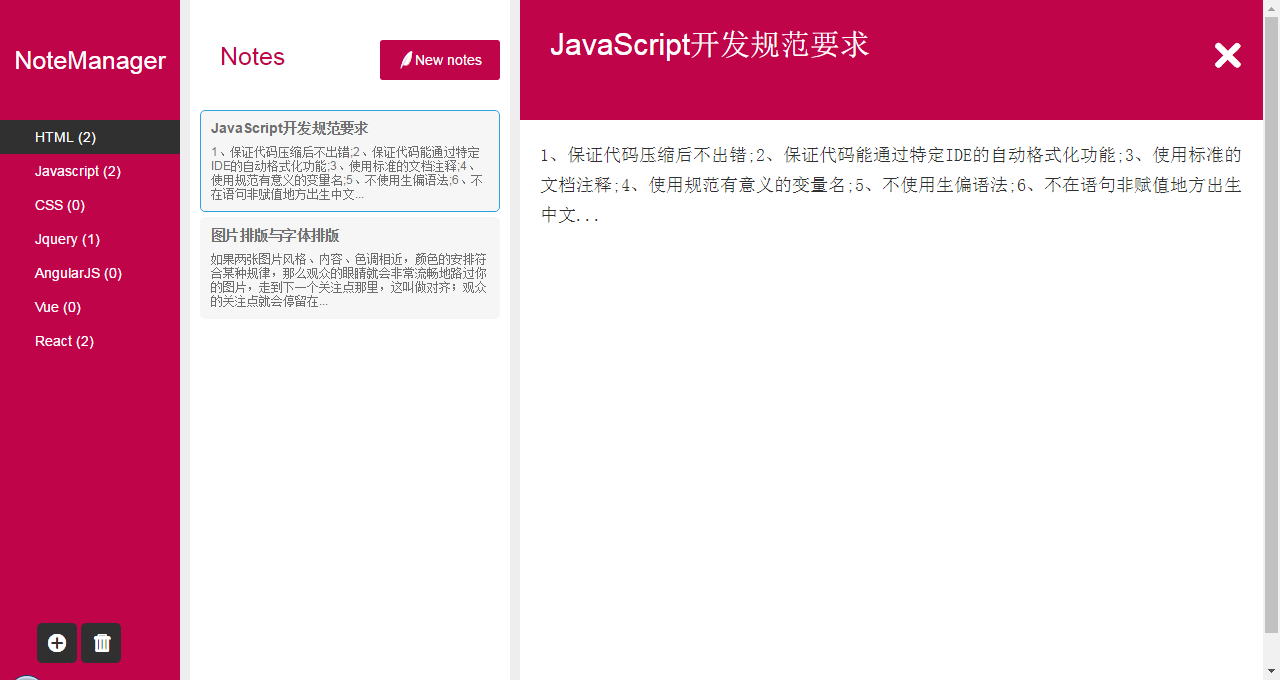 NoteManager
HTML (2)
Javascript (2)
CSS (0)
Jquery (1)
AngularJS (0)
Vue (0)
React (2)
Notes
New notes
JavaScript开发规范要求
1、保证代码压缩后不出错;2、保证代码能通过特定
IDE的自动格式化功能;3、使用标准的文档注释;4、
使用规范有意义的变量名;5、不使用生偏语法;6、不
在语句非赋值地方出生中文...
图片排版与字体排版
如果两张图片风格、内容、色调相近，颜色的安排符
合某种规律，那么观众的眼睛就会非常流畅地路过你
的图片，走到下一个关注点那里，这叫做对齐；观众
的关注点就会停留在...
JavaScript开发规范要求
1、保证代码压缩后不出错;2、保证代码能通过特定IDE的自动格式化功能;3、使用标准的
文档注释;4、使用规范有意义的变量名;5、不使用生偏语法;6、不在语句非赋值地方出生
中文...